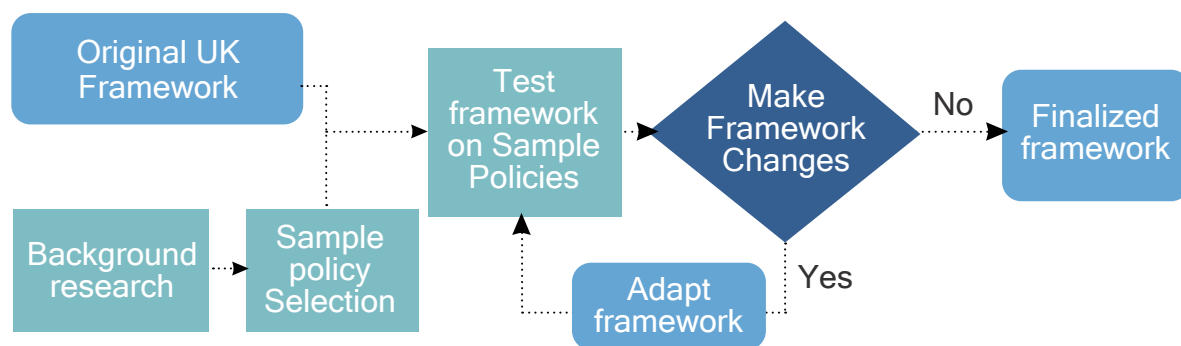 Original UK
Framework
Test
framework
on Sample
Policies
Make
Framework
Changes
No
Finalized
framework
Background
research
Sample
policy
Selection
Adapt
framework
Yes